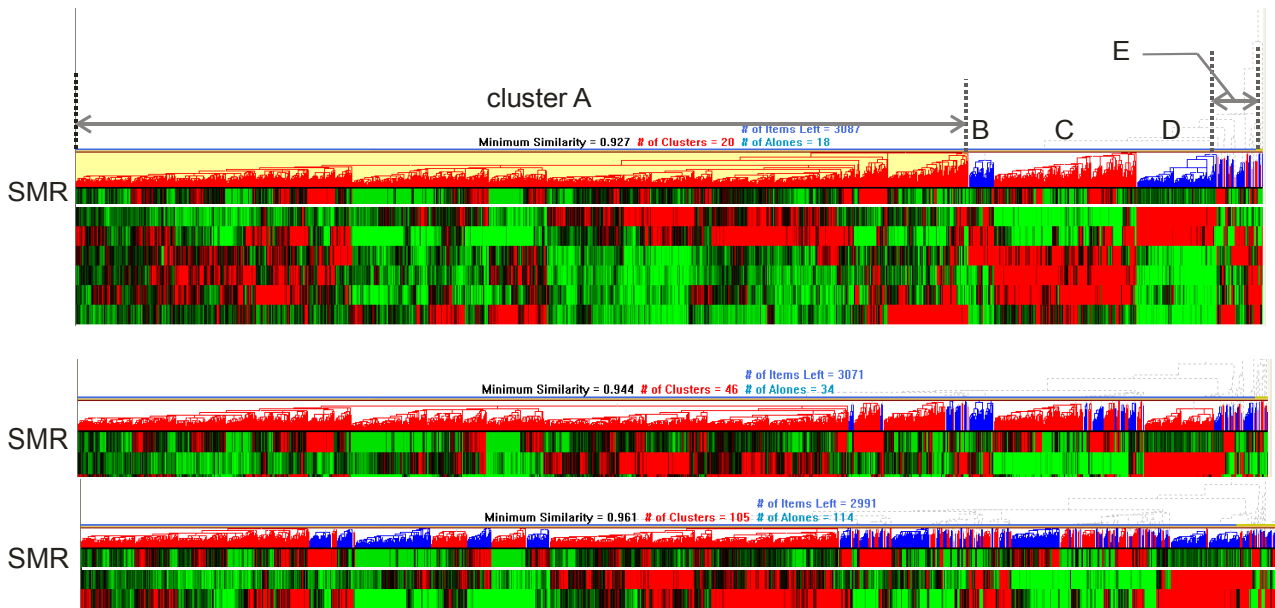 E
cluster A
B
C
D
# of Items Left = 3087
Minimum Similarity = 0.927 # of Clusters = 20 # of Alones = 18
SMR
# of Items Left = 3071
Minimum Similarity = 0.944 # of Clusters = 46 # of Alones = 34
SMR
# of Items Left = 2991
Minimum Similarity = 0.961 # of Clusters = 105 # of Alones = 114
SMR